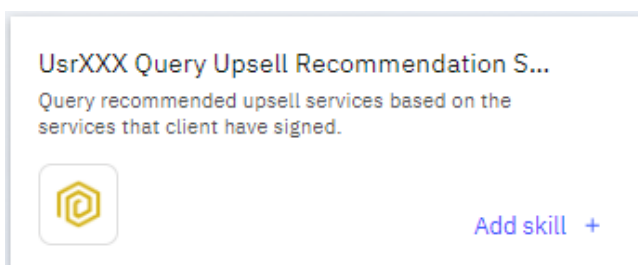 UsrXXX Query Upsell Recommendation S...
Query recommended upsell services based on the
services that client have signed.
Add skill +